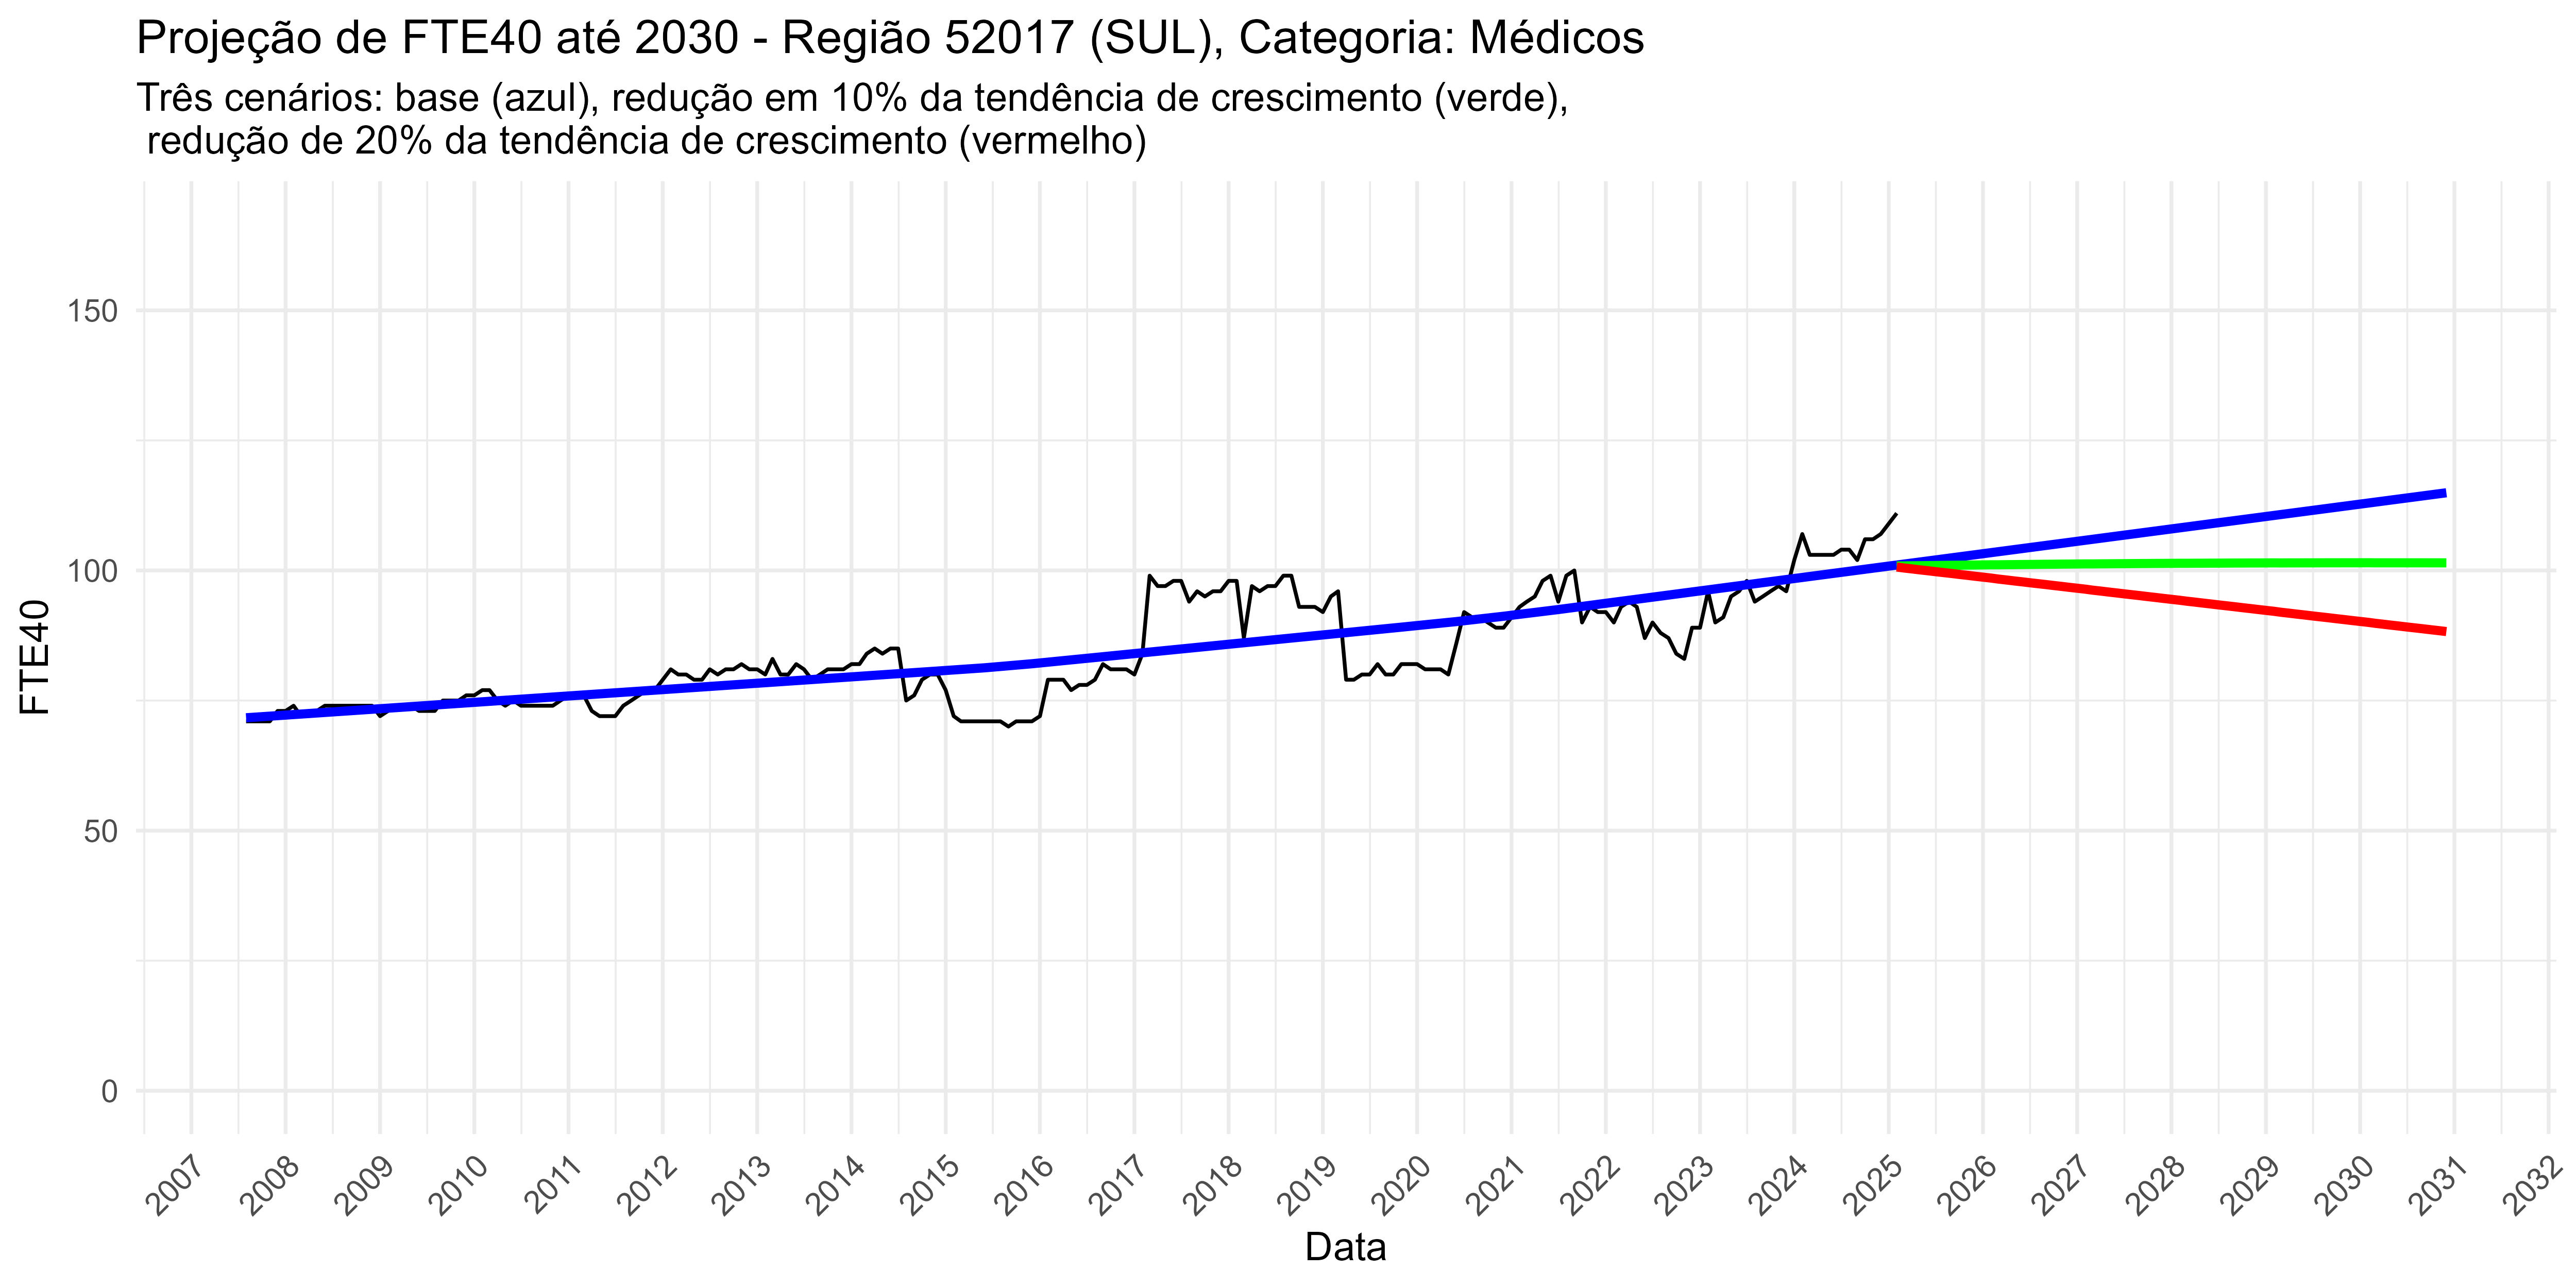 Projeção de FTE40 até 2030 - Região 52017 (SUL), Categoria: Médicos
Três cenários: base (azul), redução em 10% da tendência de crescimento (verde),
redução de 20% da tendência de crescimento (vermelho)
150
100
50
0
FTE40
2007 2008 2009 2010 2011 2012 2013 2014 2015 2016 2017 2018 2019 2020 2021 2022 2023 2024 2025 2026 2027 2028 2029 2030 2031 2032
Data